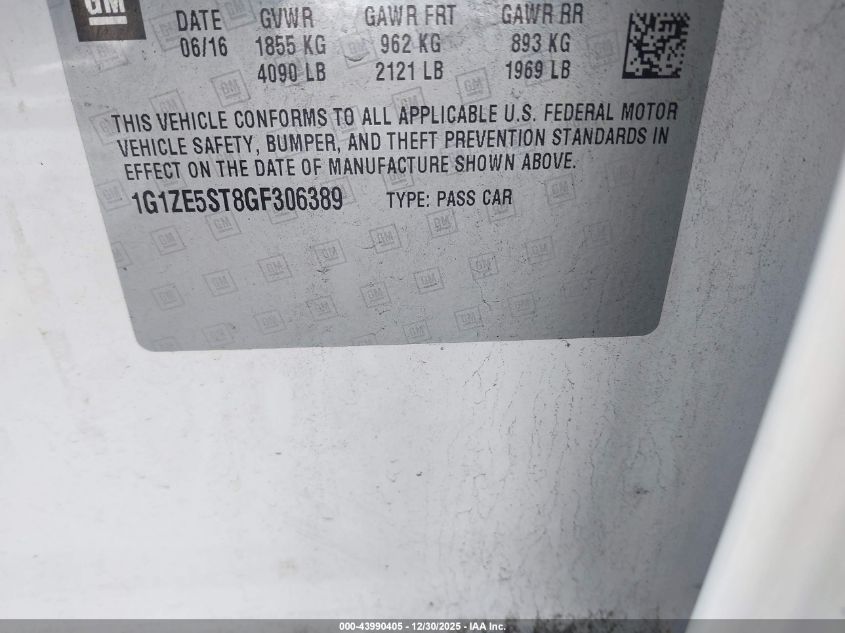 GM
DATE GVWR GAWR FRT GAWR RR
06/16 1855 KG 962 KG 893 KG
4090 LB 2121 LB 1969 LB
THIS VEHICLE CONFORMS TO ALL APPLICABLE U.S. FEDERAL MOTOR
VEHICLE SAFETY, BUMPER, AND THEFT PREVENTION STANDARDS IN
EFFECT ON THE DATE OF MANUFACTURE SHOWN ABOVE.
1G1ZE5ST8GF306389 TYPE: PASS CAR
000-43990405 - 12/30/2025 - IAA Inc.